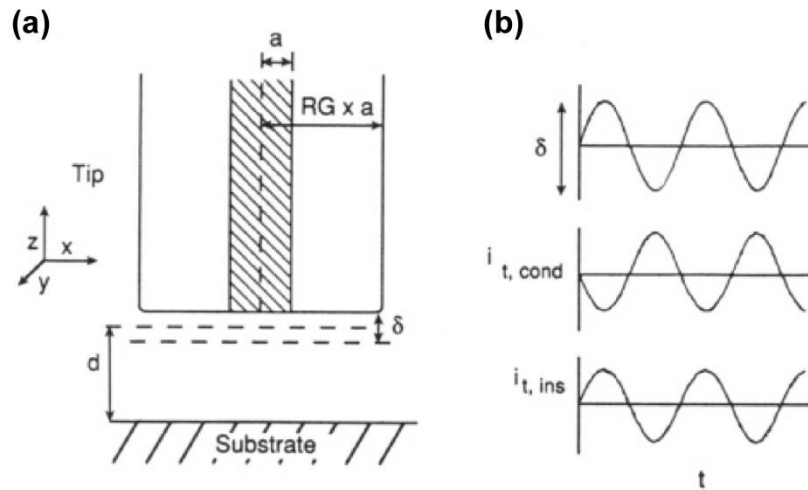 (a)
a
RG x a
Tip
z
x
y
δ
d
Substrate
(b)
δ
i t, cond
i t, ins
t